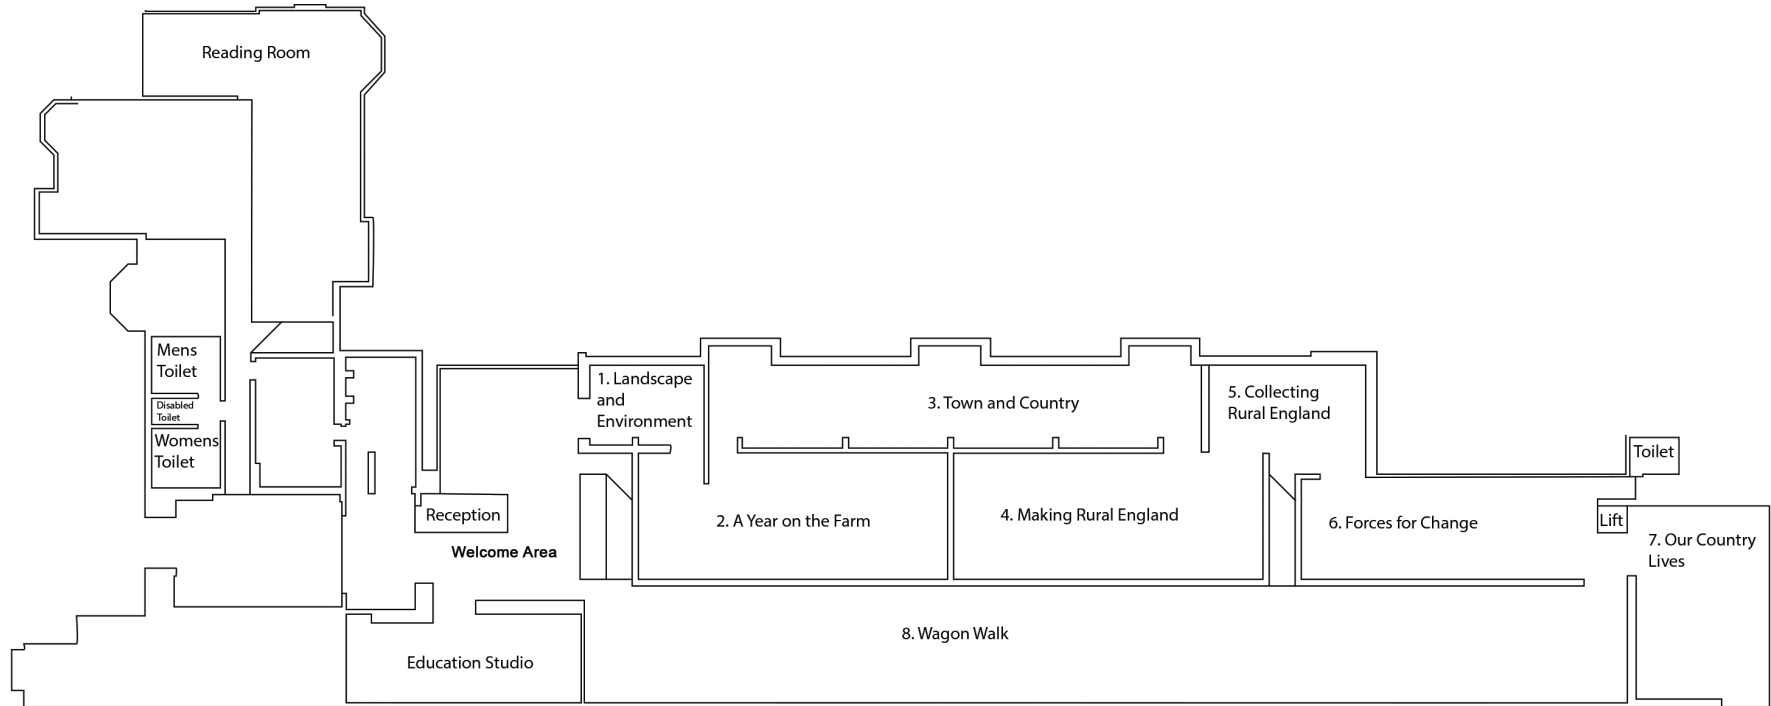 Reading Room
Mens
Toilet
Disabled
Toilet
Womens
Toilet
Reception
Welcome Area
Education Studio
1. Landscape
and
Environment
2. A Year on the Farm
3. Town and Country
4. Making Rural England
5. Collecting
Rural England
6. Forces for Change
Toilet
Lift
7. Our Country
Lives
8. Wagon Walk